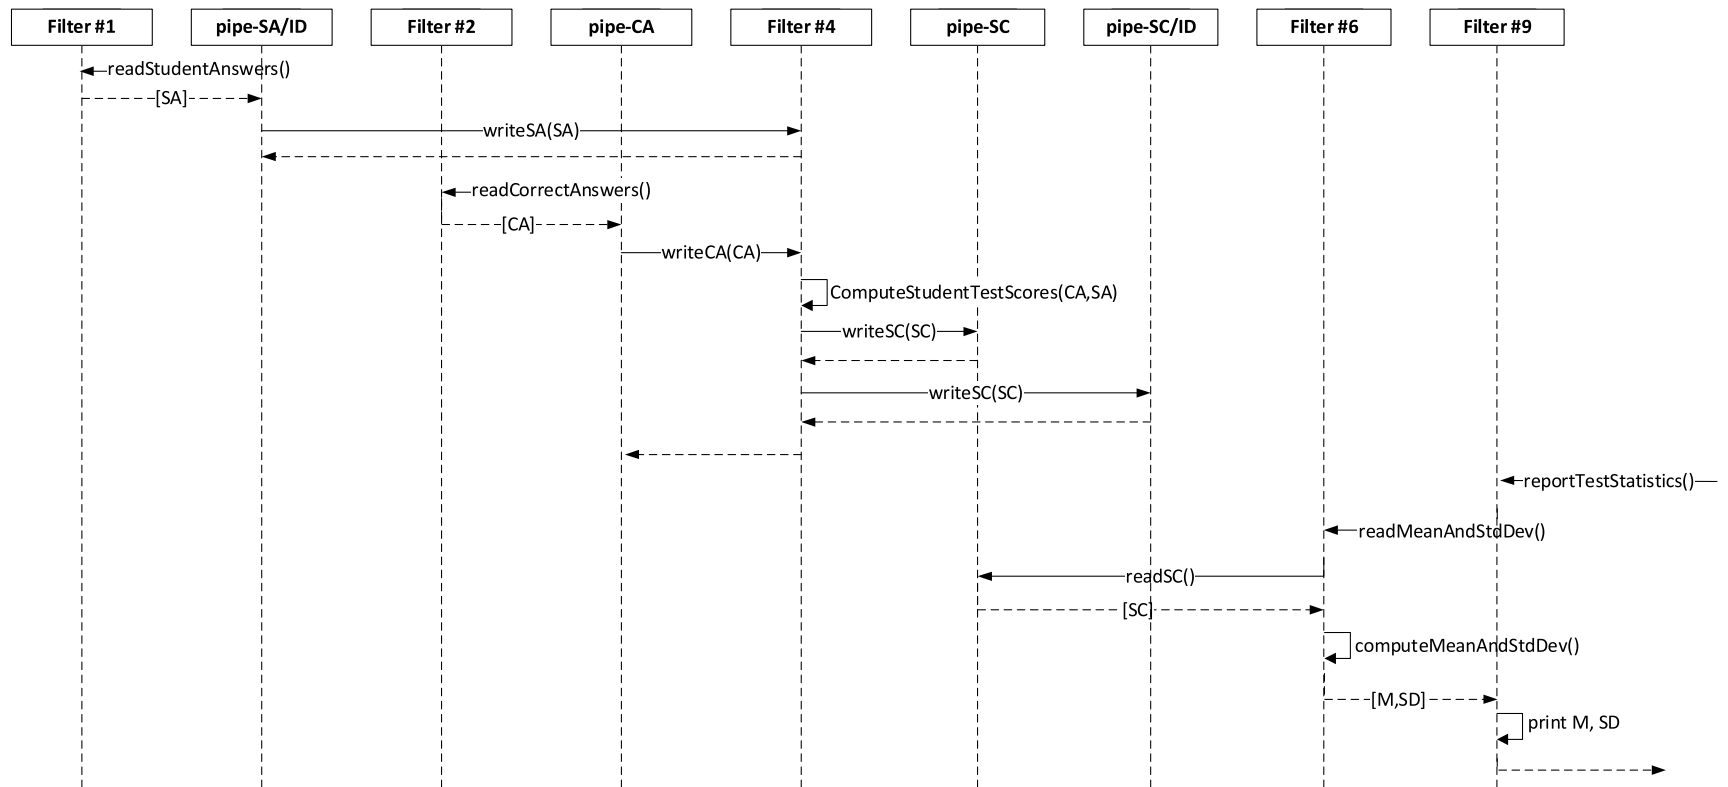 Filter #1
pipe-SA/ID
Filter #2
pipe-CA
Filter #4
pipe-SC
pipe-SC/ID
Filter #6
Filter #9
readStudentAnswers()
[SA]
writeSA(SA)
readCorrectAnswers()
[CA]
writeCA(CA)
ComputeStudentTestScores(CA,SA)
writeSC(SC)
writeSC(SC)
reportTestStatistics()
readMeanAndStdDev()
readSC()
[SC]
computeMeanAndStdDev()
[M,SD]
print M, SD